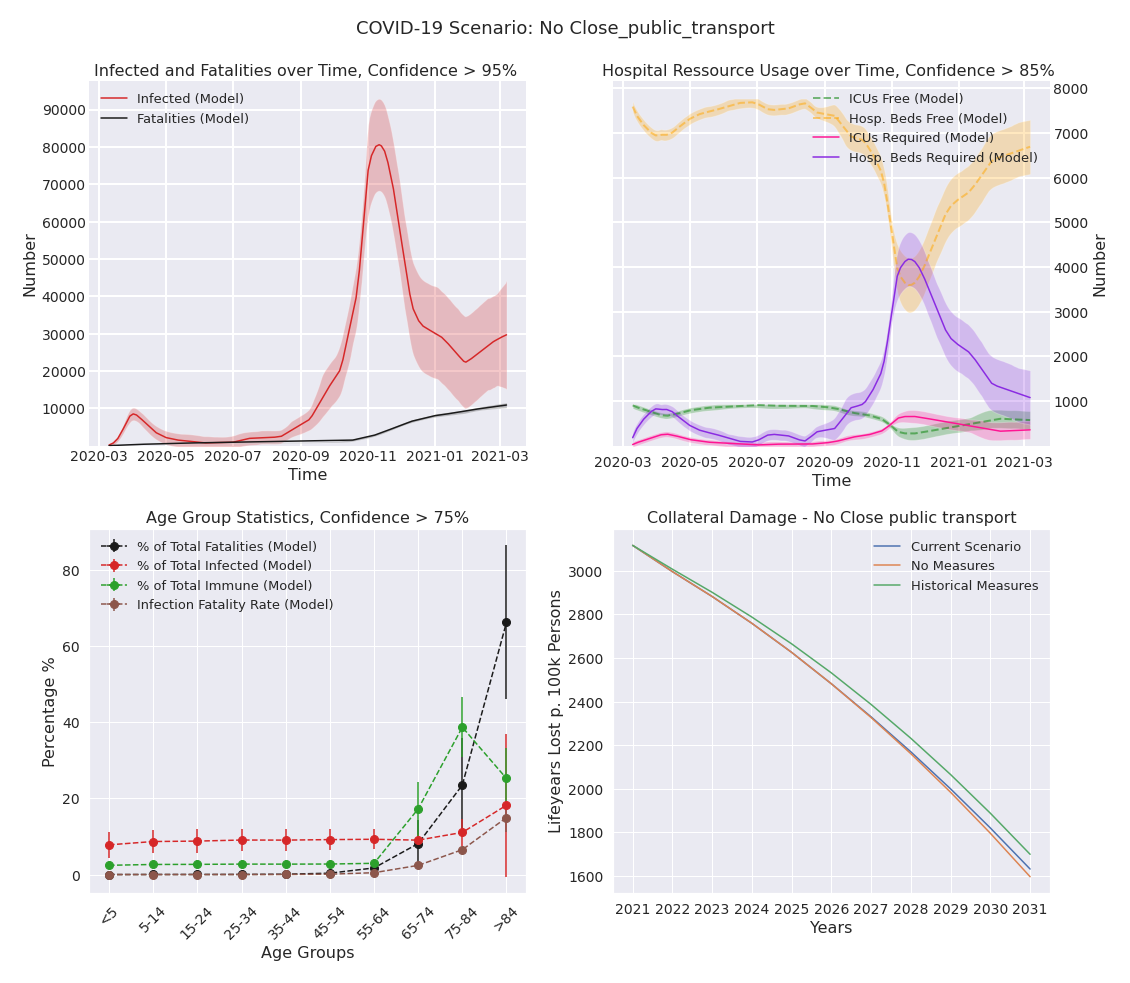 COVID-19 Scenario: No Close_public_transport
Infected and Fatalities over Time, Confidence > 95%
Infected (Model)
Fatalities (Model)
90000
80000
70000
60000
50000
40000
30000
20000
10000
Number
2020-03 2020-05 2020-07 2020-09 2020-11 2021-01 2021-03
Time
Hospital Ressource Usage over Time, Confidence > 85%
ICUs Free (Model)
Hosp. Beds Free (Model)
ICUs Required (Model)
Hosp. Beds Required (Model)
8000
7000
6000
5000
4000
3000
2000
1000
Number
2020-03 2020-05 2020-07 2020-09 2020-11 2021-01 2021-03
Time
Age Group Statistics, Confidence > 75%
% of Total Fatalities (Model)
% of Total Infected (Model)
% of Total Immune (Model)
Infection Fatality Rate (Model)
80
60
40
20
0
Percentage %
<5 5-14 15-24 25-34 35-44 45-54 55-64 65-74 75-84 >84
Age Groups
Collateral Damage - No Close public transport
Current Scenario
No Measures
Historical Measures
3000
2800
2600
2400
2200
2000
1800
1600
Lifeyears Lost p. 100k Persons
2021 2022 2023 2024 2025 2026 2027 2028 2029 2030 2031
Years